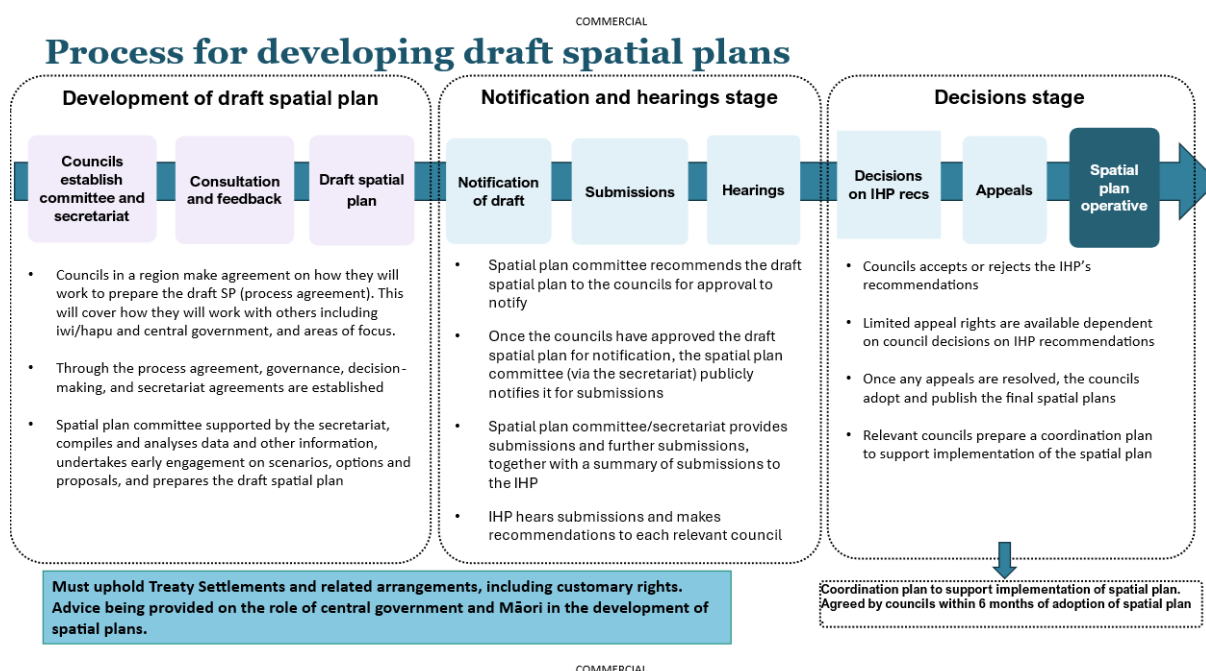 COMMERCIAL
Process for developing draft spatial plans
Development of draft spatial plan
Councils
establish
committee and
secretariat
Consultation
and feedback
Draft spatial
plan
• Councils in a region make agreement on how they will
work to prepare the draft SP (process agreement). This
will cover how they will work with others including
iwi/hapu and central government, and areas of focus.
• Through the process agreement, governance, decision-
making, and secretariat agreements are established
• Spatial plan committee supported by the secretariat,
compiles and analyses data and other information,
undertakes early engagement on scenarios, options and
proposals, and prepares the draft spatial plan
Notification and hearings stage
Notification
of draft
Submissions
Hearings
• Spatial plan committee recommends the draft
spatial plan to the councils for approval to
notify
• Once the councils have approved the draft
spatial plan for notification, the spatial plan
committee (via the secretariat) publicly
notifies it for submissions
• Spatial plan committee/secretariat provides
submissions and further submissions,
together with a summary of submissions to
the IHP
• IHP hears submissions and makes
recommendations to each relevant council
Decisions stage
Decisions
on IHP recs
Appeals
Spatial
plan
operative
• Councils accepts or rejects the IHP's
recommendations
• Limited appeal rights are available dependent
on council decisions on IHP recommendations
• Once any appeals are resolved, the councils
adopt and publish the final spatial plans
• Relevant councils prepare a coordination plan
to support implementation of the spatial plan
Must uphold Treaty Settlements and related arrangements, including customary rights.
Advice being provided on the role of central government and Māori in the development of
spatial plans.
Coordination plan to support implementation of spatial plan.
Agreed by councils within 6 months of adoption of spatial plan
COMMERCIAL